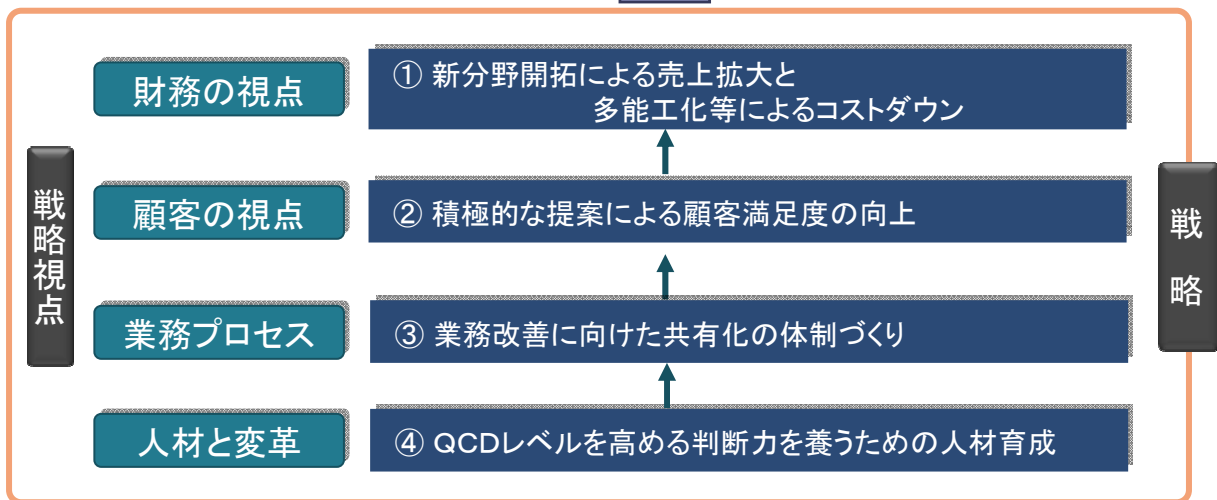 財務の視点
① 新分野開拓による売上拡大と
多能工化等によるコストダウン
戦略視点
顧客の視点
② 積極的な提案による顧客満足度の向上
戦略
業務プロセス
③ 業務改善に向けた共有化の体制づくり
人材と変革
④ QCDレベルを高める判断力を養うための人材育成